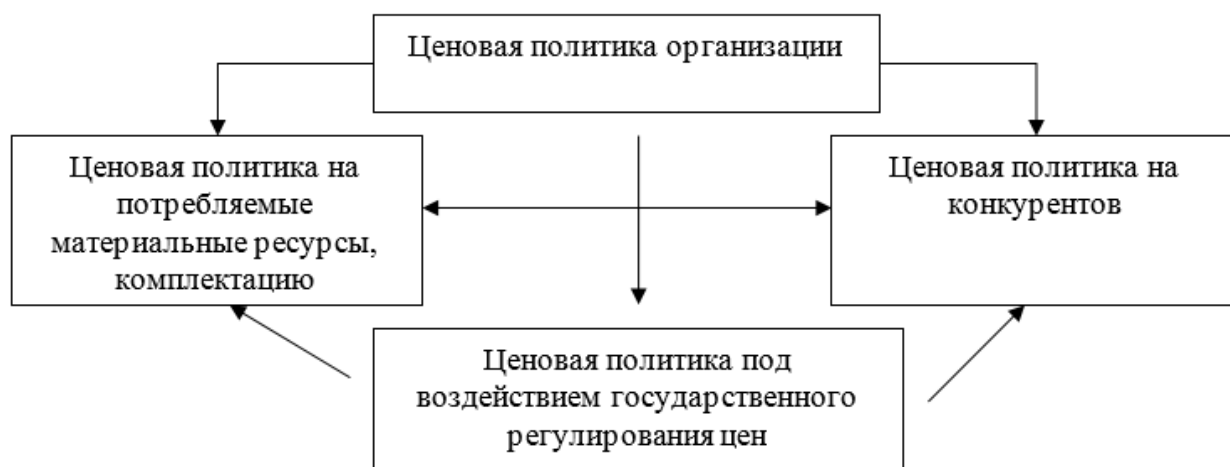 Ценовая политика организации
Ценовая политика на
потребляемые
материальные ресурсы,
комплектацию
Ценовая политика на
конкурентов
Ценовая политика под
воздействием государственного
регулирования цен